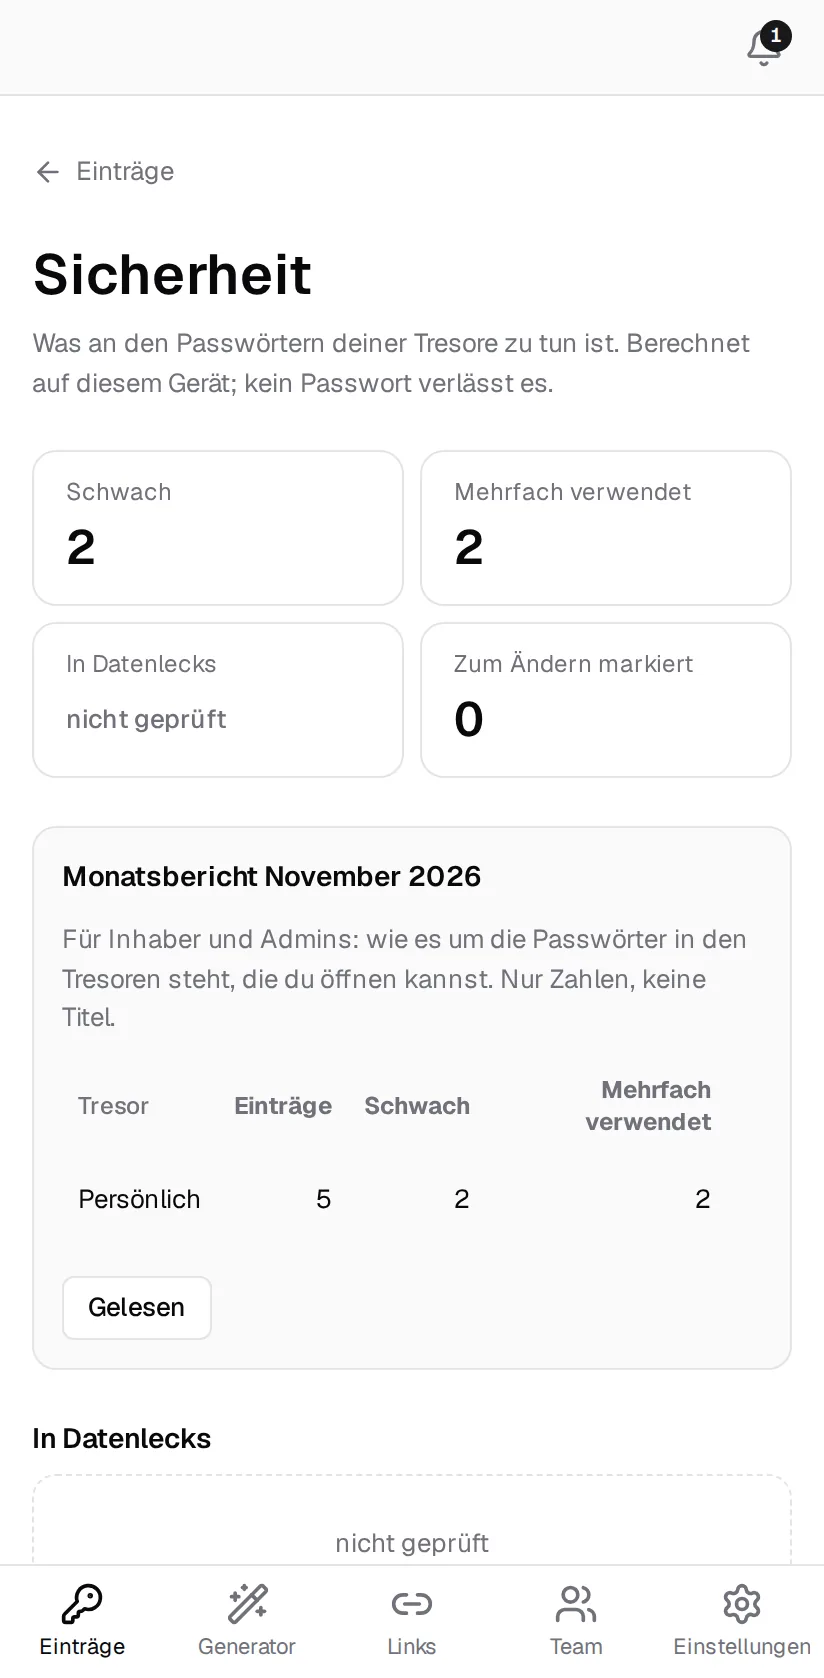 1
Einträge
Sicherheit
Was an den Passwörtern deiner Tresore zu tun ist. Berechnet
auf diesem Gerät; kein Passwort verlässt es.
Schwach
2
Mehrfach verwendet
2
In Datenlecks
nicht geprüft
Zum Ändern markiert
0
Monatsbericht November 2026
Für Inhaber und Admins: wie es um die Passwörter in den
Tresoren steht, die du öffnen kannst. Nur Zahlen, keine
Titel.
Tresor Einträge Schwach Mehrfach
verwendet
Persönlich 5 2 2
Gelesen
In Datenlecks
nicht geprüft
Einträge Generator Links Team Einstellungen